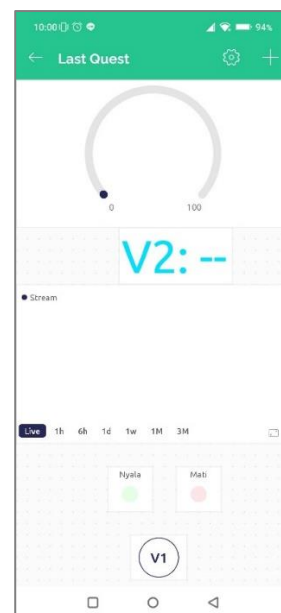 10:00
94%
Last Quest
0 100
V2: --
Stream
Live 1h 6h 1d 1w 1M 3M
Nyala Mati
V1